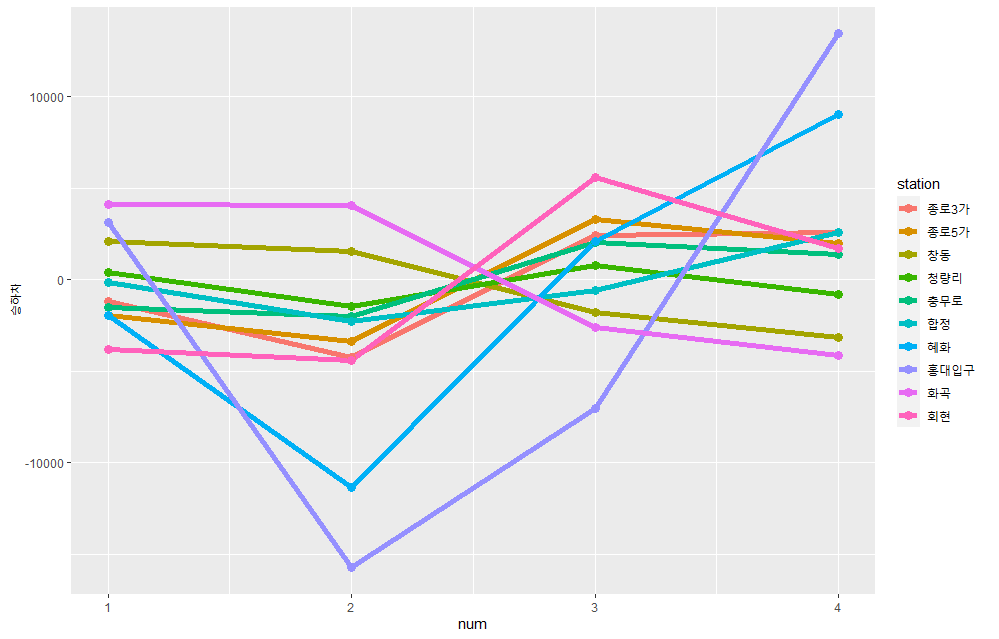 10000
0
-10000
승하차
1 2 3 4
num
station
종로3가
종로5가
창동
청량리
충무로
합정
혜화
홍대입구
화곡
회현